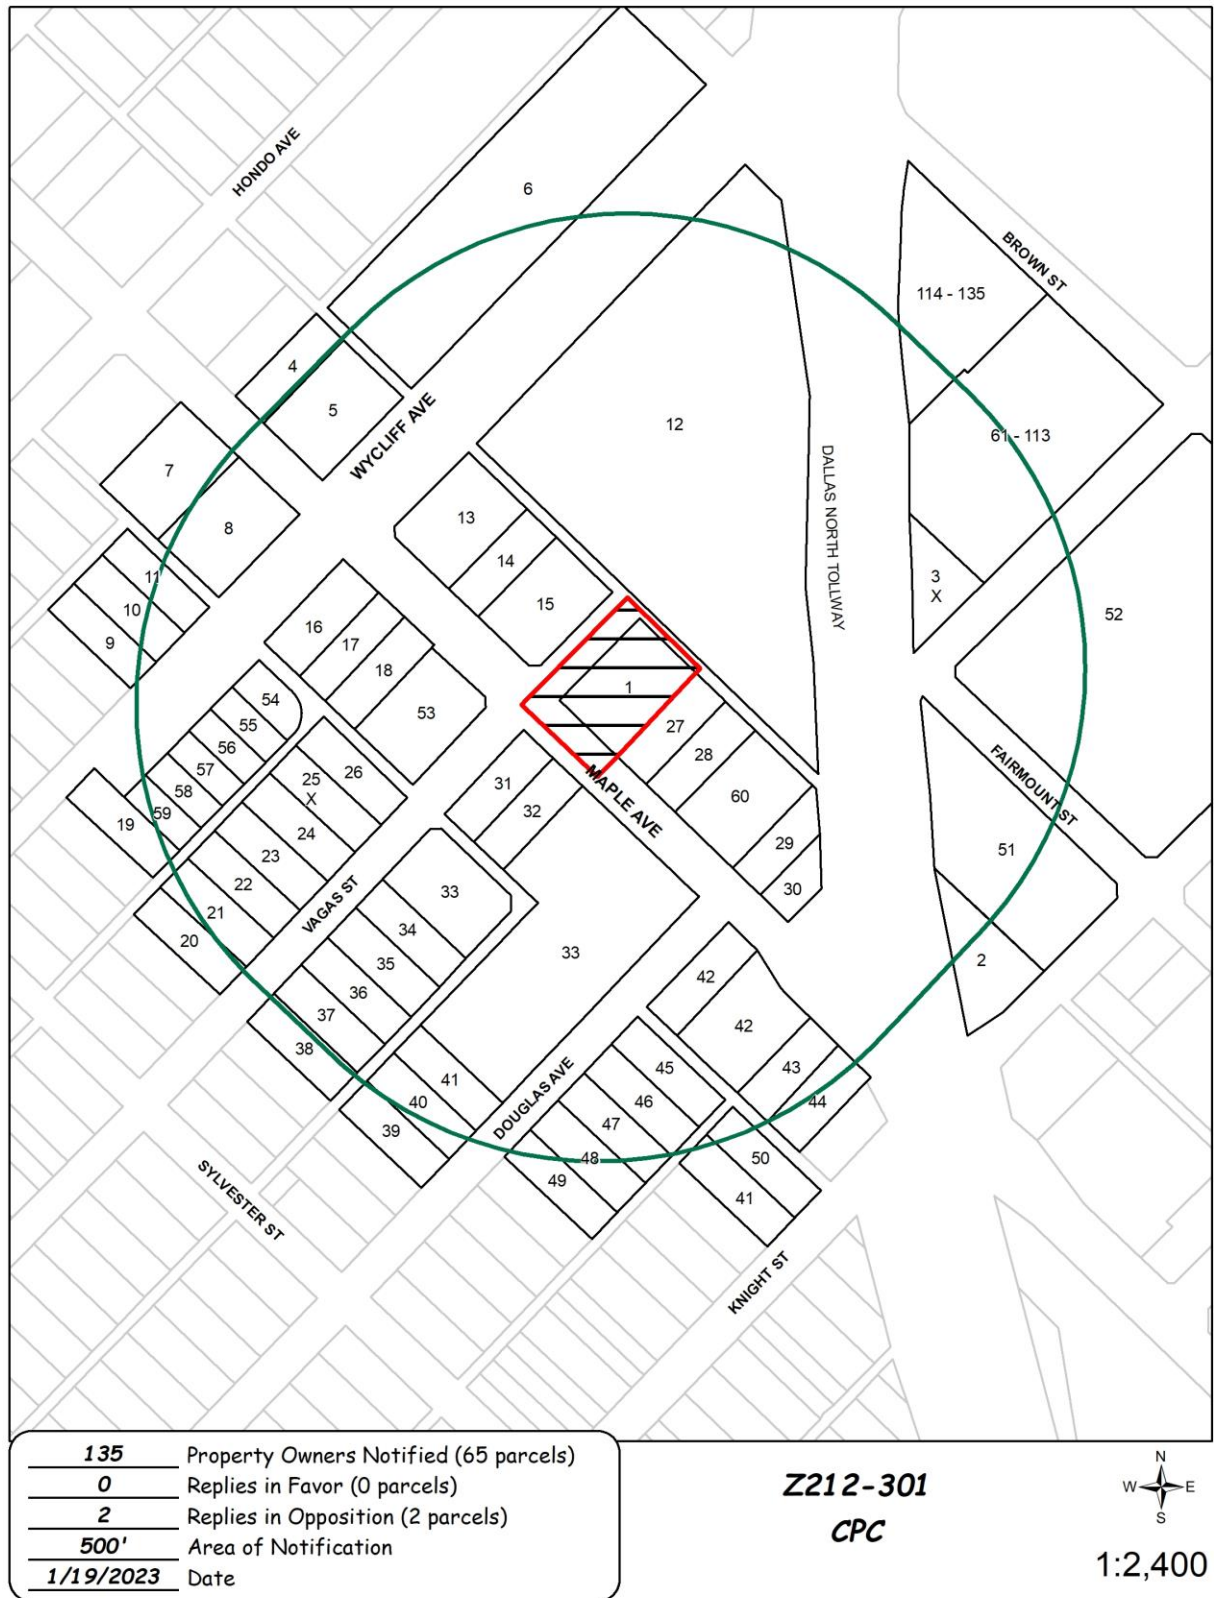 HONDO AVE
6
BROWN ST
114 - 135
4
5
WYCLIFF AVE
12
61 - 113
7
DALLAS NORTH TOLLWAY
8
13
14
11
3
X
15
10
52
9
16
17
18
1
54
53
27
55
56
28
FAIRMOUNT ST
57
25
X
26
58
31
MAPLE AVE
60
59
32
19
24
29
51
23
22
33
30
VAGAS ST
21
34
20
35
33
2
36
42
37
42
38
45
43
41
46
44
40
DOUGLAS AVE
47
39
48
50
49
41
SYLVESTER ST
KNIGHT ST
135 Property Owners Notified (65 parcels)
0 Replies in Favor (0 parcels)
2 Replies in Opposition (2 parcels)
500' Area of Notification
1/19/2023 Date
Z212-301
CPC
N
W E
S
1:2,400